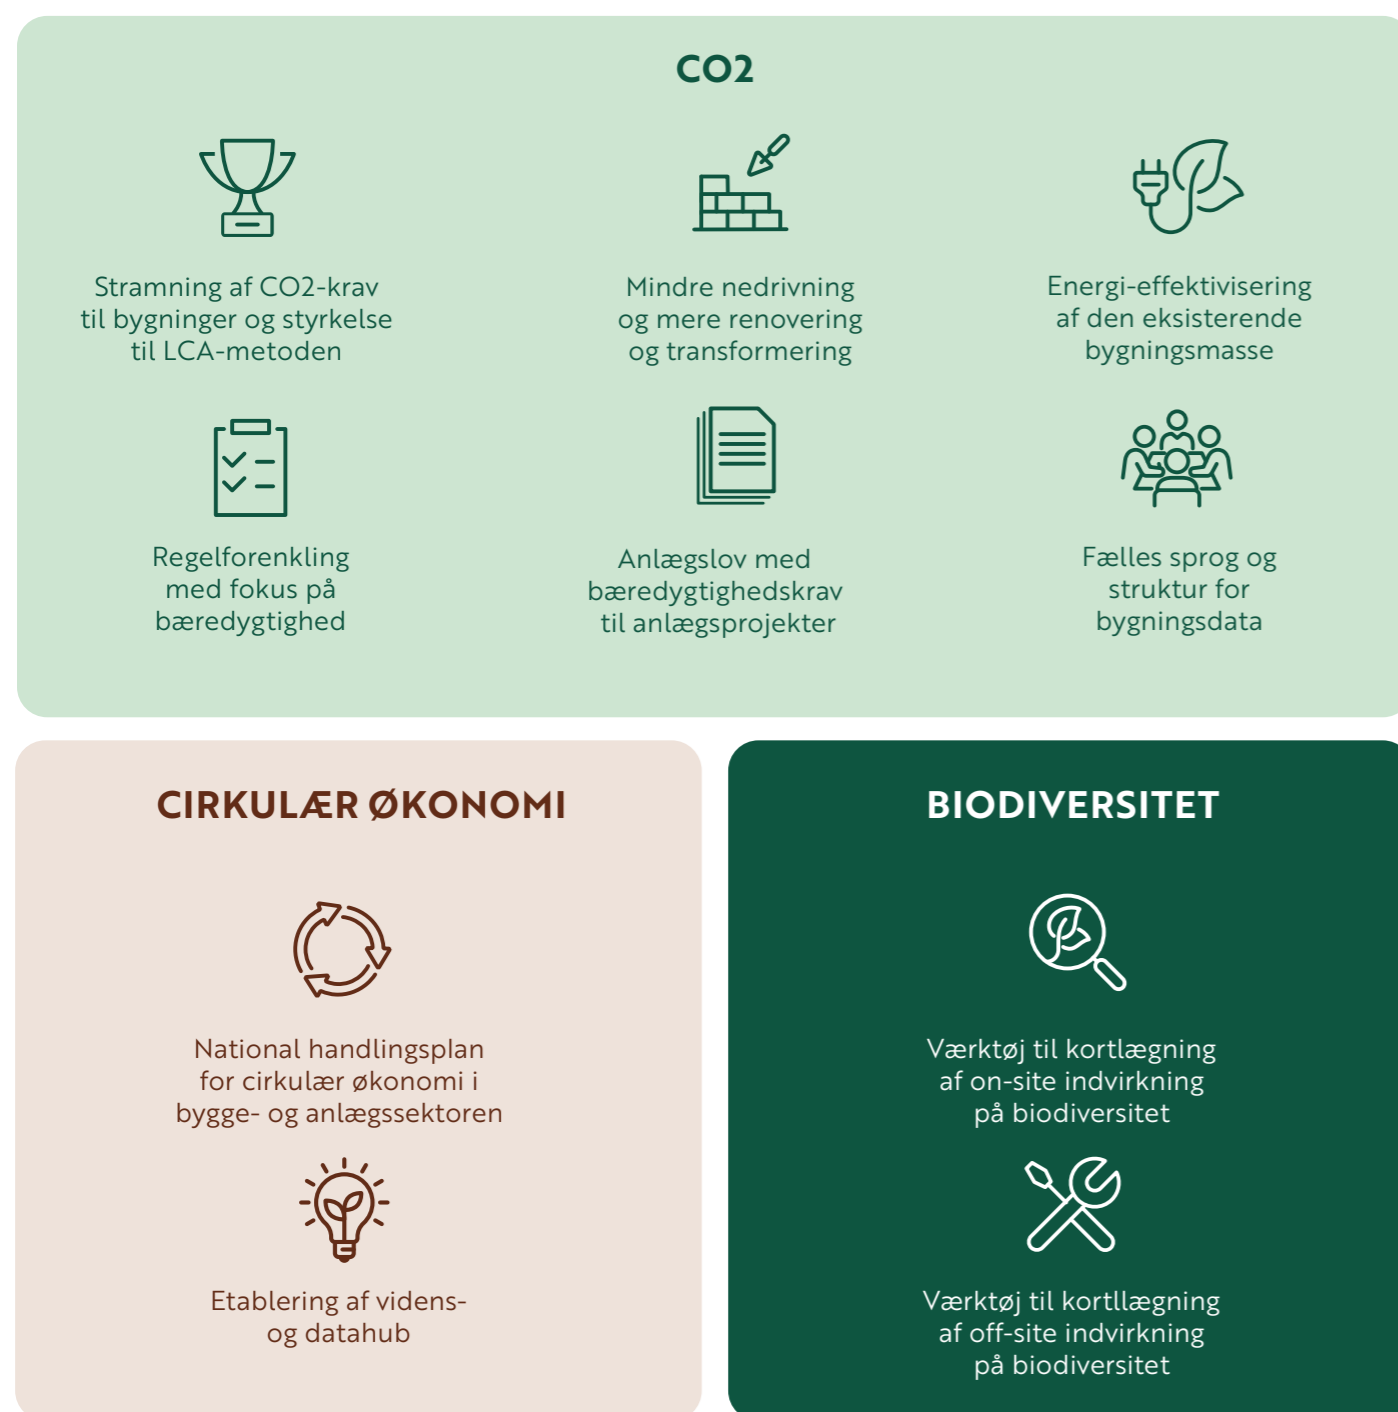 CO2
Stramning af CO2-krav
til bygninger og styrkelse
til LCA-metoden
Mindre nedrivning
og mere renovering
og transformering
Energi-effektivisering
af den eksisterende
bygningsmasse
Regelforenkling
med fokus på
bæredygtighed
Anlægslov med
bæredygtighedskrav
til anlægsprojekter
Fælles sprog og
struktur for
bygningsdata
CIRKULÆR ØKONOMI
National handlingsplan
for cirkulær økonomi i
bygge- og anlægssektoren
Etablering af videns-
og datahub
BIODIVERSITET
Værktøj til kortlægning
af on-site indvirkning
på biodiversitet
Værktøj til kortllægning
af off-site indvirkning
på biodiversitet